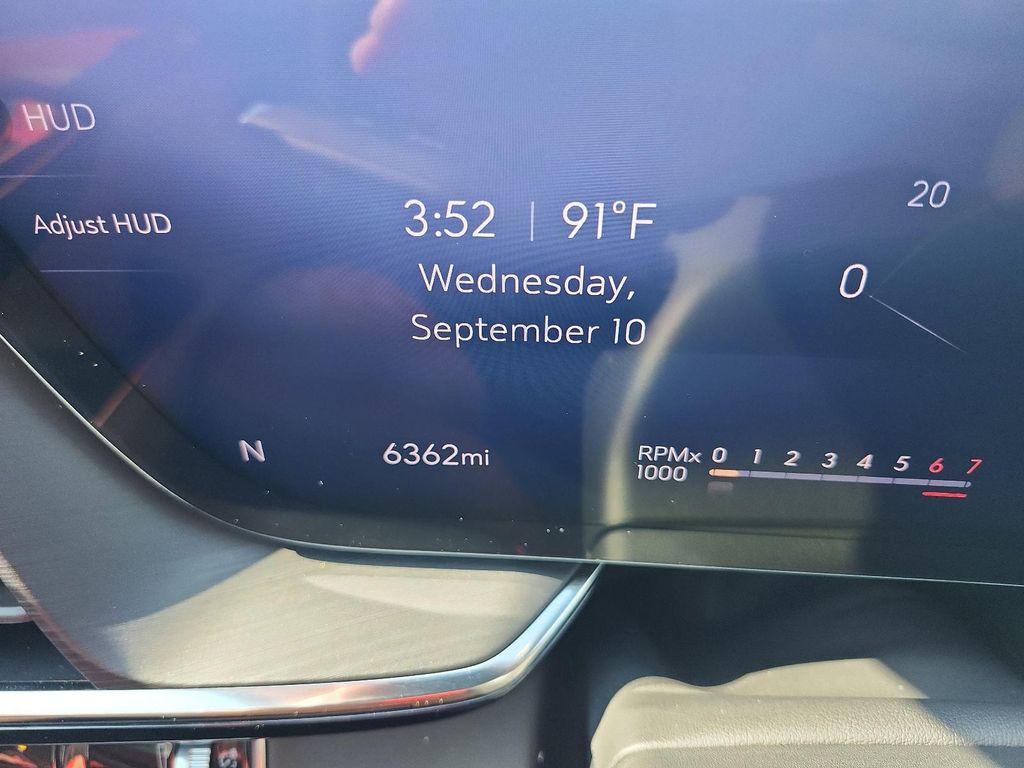 HUD
Adjust HUD
3:52 | 91°F
Wednesday,
September 10
20
0
N
6362mi
RPMx
1000
0 1 2 3 4 5 6 7